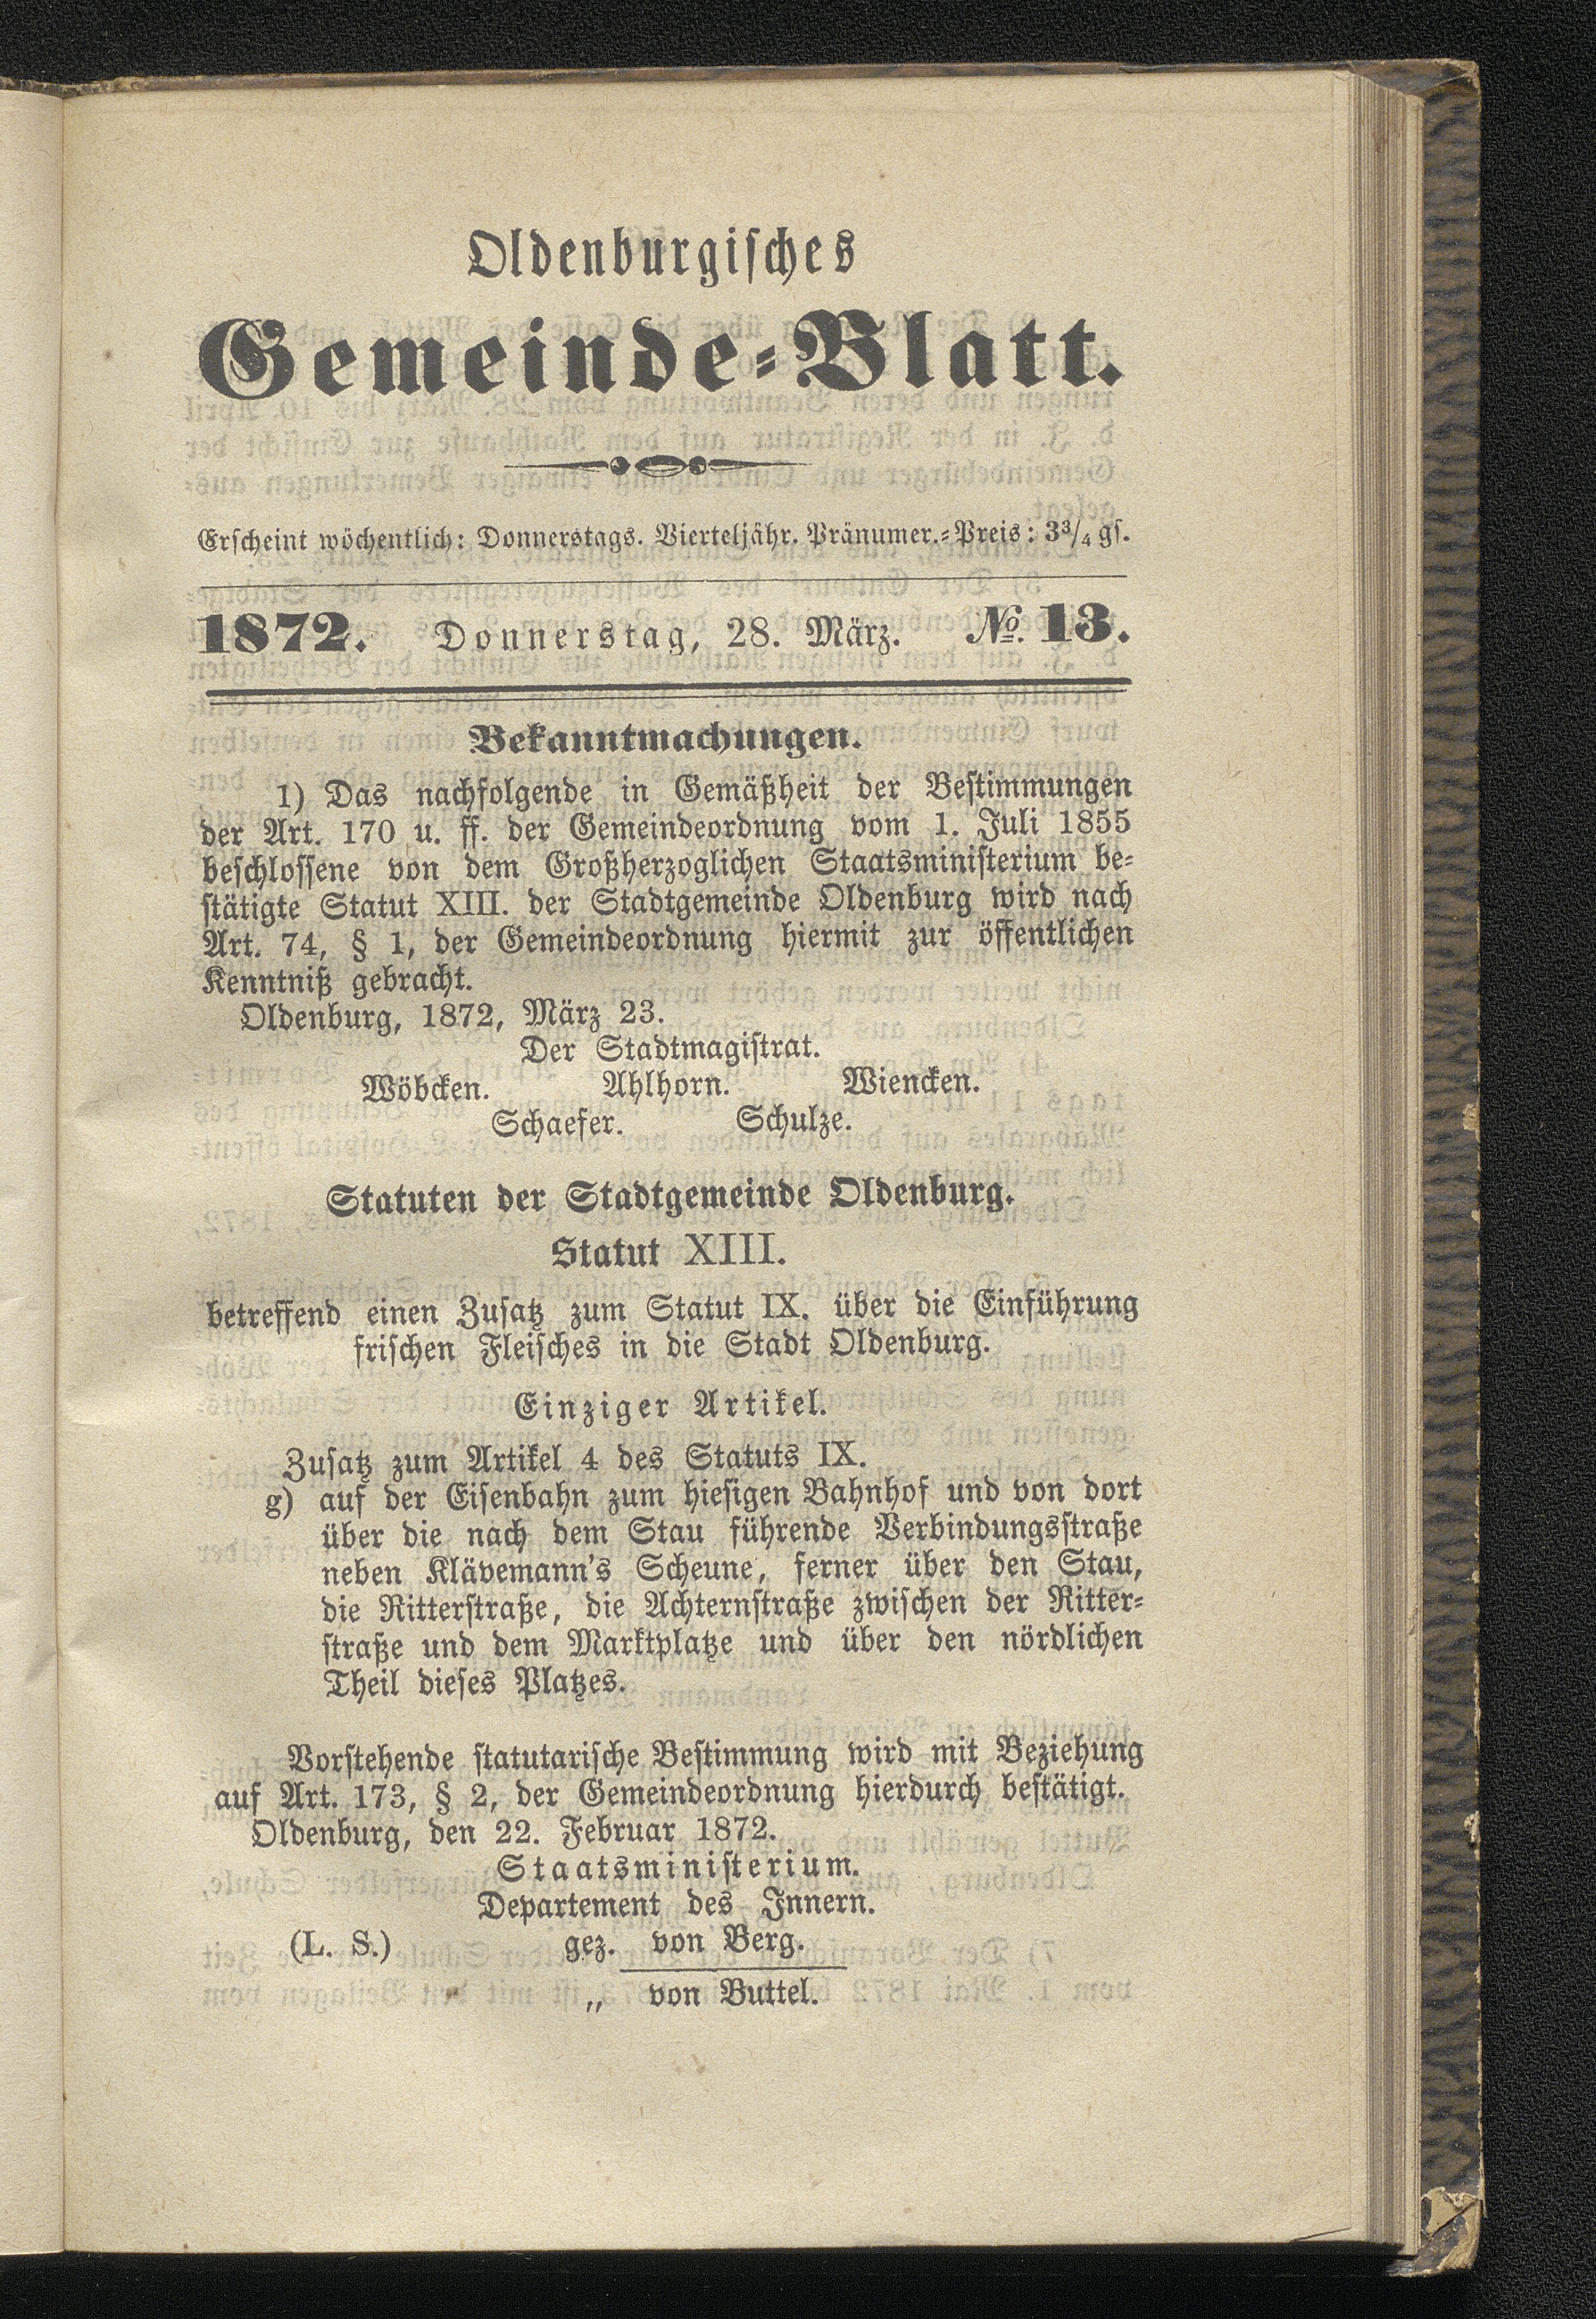 Oldenburgisches
Gemeinde-Blatt.
Erscheint wöchentlich: Donnerstags. Vierteljähr. Pränumer.-Preis: 3¾ gs.
1872. Donnerstag, 28. März. No. 13.
Bekanntmachungen.
1) Das nachfolgende in Gemäßheit der Bestimmungen
der Art. 170 u. ff. der Gemeindeordnung vom 1. Juli 1855
beschlossene von dem Großherzoglichen Staatsministerium be-
stätigte Statut XIII. der Stadtgemeinde Oldenburg wird nach
Art. 74, § 1, der Gemeindeordnung hiermit zur öffentlichen
Kenntniß gebracht.
Oldenburg, 1872, März 23.
Der Stadtmagistrat.
Wöbcken. Ahlhorn. Wiencken.
Schaefer. Schulze.
Statuten der Stadtgemeinde Oldenburg.
Statut XIII.
betreffend einen Zusatz zum Statut IX. über die Einführung
frischen Fleisches in die Stadt Oldenburg.
Einziger Artikel.
Zusatz zum Artikel 4 des Statuts IX.
g) auf der Eisenbahn zum hiesigen Bahnhof und von dort
über die nach dem Stau führende Verbindungsstraße
neben Klävemann's Scheune, ferner über den Stau,
die Ritterstraße, die Achternstraße zwischen der Ritter-
straße und dem Marktplatze und über den nördlichen
Theil dieses Platzes.
Vorstehende statutarische Bestimmung wird mit Beziehung
auf Art. 173, § 2, der Gemeindeordnung hierdurch bestätigt.
Oldenburg, den 22. Februar 1872.
Staatsministerium.
Departement des Innern.
(L. S.) gez. von Berg.
„ von Buttel.